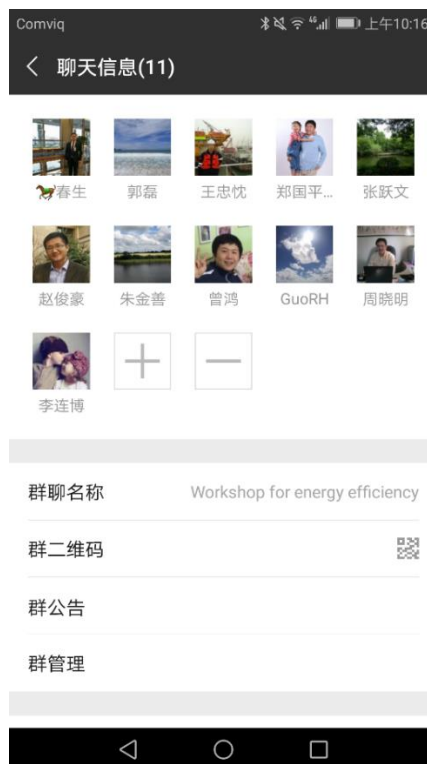 Comviq 4G 上午10:16
聊天信息(11)
春生 郭磊 王忠忱 郑国平... 张跃文
赵俊豪 朱金善 曾鸿 GuoRH 周晓明
李连博
群聊名称 Workshop for energy efficiency
群二维码
群公告
群管理